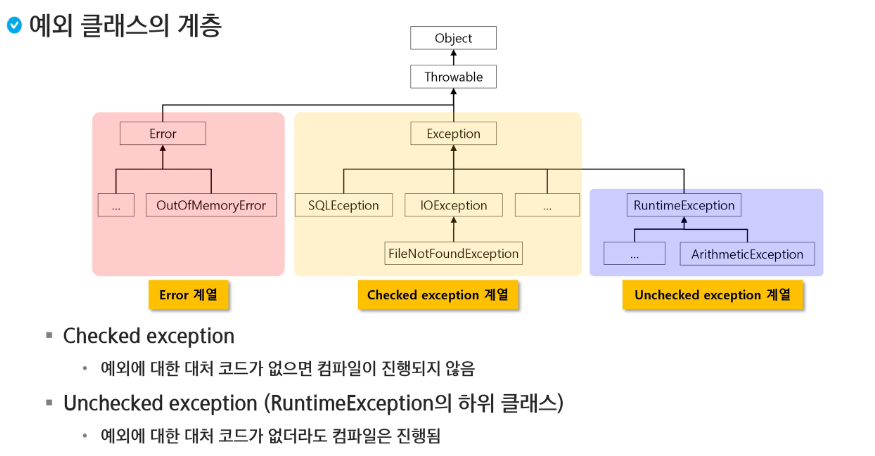 예외 클래스의 계층
Object
Throwable
Error
Exception
... OutOfMemoryError
SQLEception
IOException
...
RuntimeException
FileNotFoundException
... ArithmeticException
Error 계열
Checked exception 계열
Unchecked exception 계열
Checked exception
예외에 대한 대처 코드가 없으면 컴파일이 진행되지 않음
Unchecked exception (RuntimeException의 하위 클래스)
예외에 대한 대처 코드가 없더라도 컴파일은 진행됨